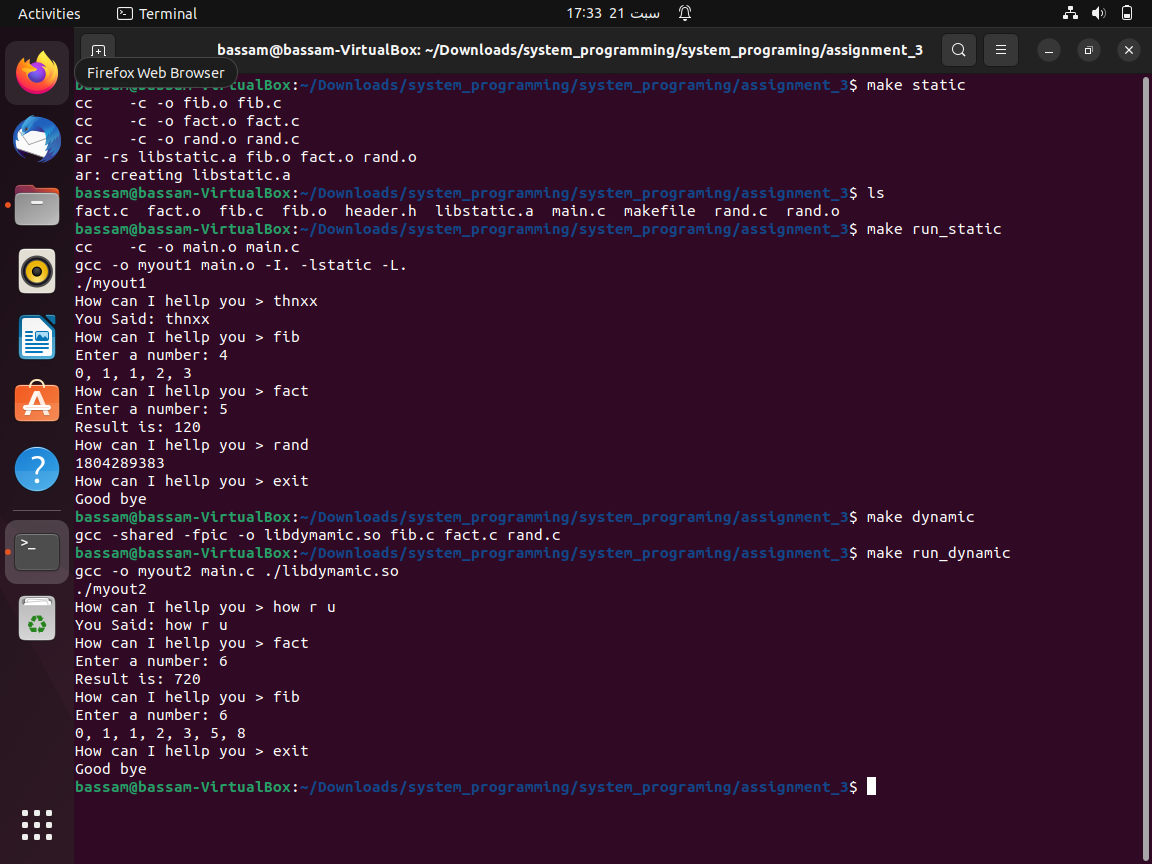 Activities Terminal 17:33 21 سبت
bassam@bassam-VirtualBox: ~/Downloads/system_programming/system_programing/assignment_3
Firefox Web Browser
bassam@bassam-VirtualBox:~/Downloads/system_programming/system_programing/assignment_3$ make static
cc    -c -o fib.o fib.c
cc    -c -o fact.o fact.c
cc    -c -o rand.o rand.c
ar -rs libstatic.a fib.o fact.o rand.o
ar: creating libstatic.a
bassam@bassam-VirtualBox:~/Downloads/system_programming/system_programing/assignment_3$ ls
fact.c  fact.o  fib.c  fib.o  header.h  libstatic.a  main.c  makefile  rand.c  rand.o
bassam@bassam-VirtualBox:~/Downloads/system_programming/system_programing/assignment_3$ make run_static
cc    -c -o main.o main.c
gcc -o myout1 main.o -I. -lstatic -L.
./myout1
How can I hellp you > thnxx
You Said: thnxx
How can I hellp you > fib
Enter a number: 4
0, 1, 1, 2, 3
How can I hellp you > fact
Enter a number: 5
Result is: 120
How can I hellp you > rand
1804289383
How can I hellp you > exit
Good bye
bassam@bassam-VirtualBox:~/Downloads/system_programming/system_programing/assignment_3$ make dynamic
gcc -shared -fpic -o libdymamic.so fib.c fact.c rand.c
bassam@bassam-VirtualBox:~/Downloads/system_programming/system_programing/assignment_3$ make run_dynamic
gcc -o myout2 main.c ./libdymamic.so
./myout2
How can I hellp you > how r u
You Said: how r u
How can I hellp you > fact
Enter a number: 6
Result is: 720
How can I hellp you > fib
Enter a number: 6
0, 1, 1, 2, 3, 5, 8
How can I hellp you > exit
Good bye
bassam@bassam-VirtualBox:~/Downloads/system_programming/system_programing/assignment_3$